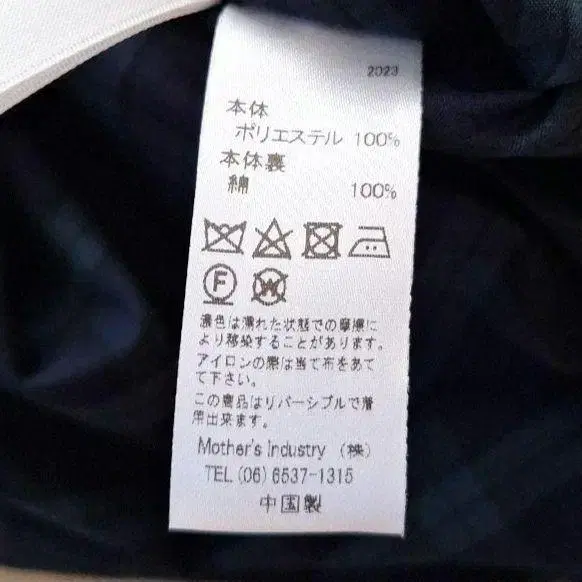 2023
本体
ポリエステル 100%
本体裏
綿 100%
F
W
濃色は濡れた状態での摩擦に
より移染することがあります。
アイロンの際は当て布をあて
て下さい。
この商品はリバーシブルで着
用出来ます。
Mother's Industry (株)
TEL(06)6537-1315
中国製